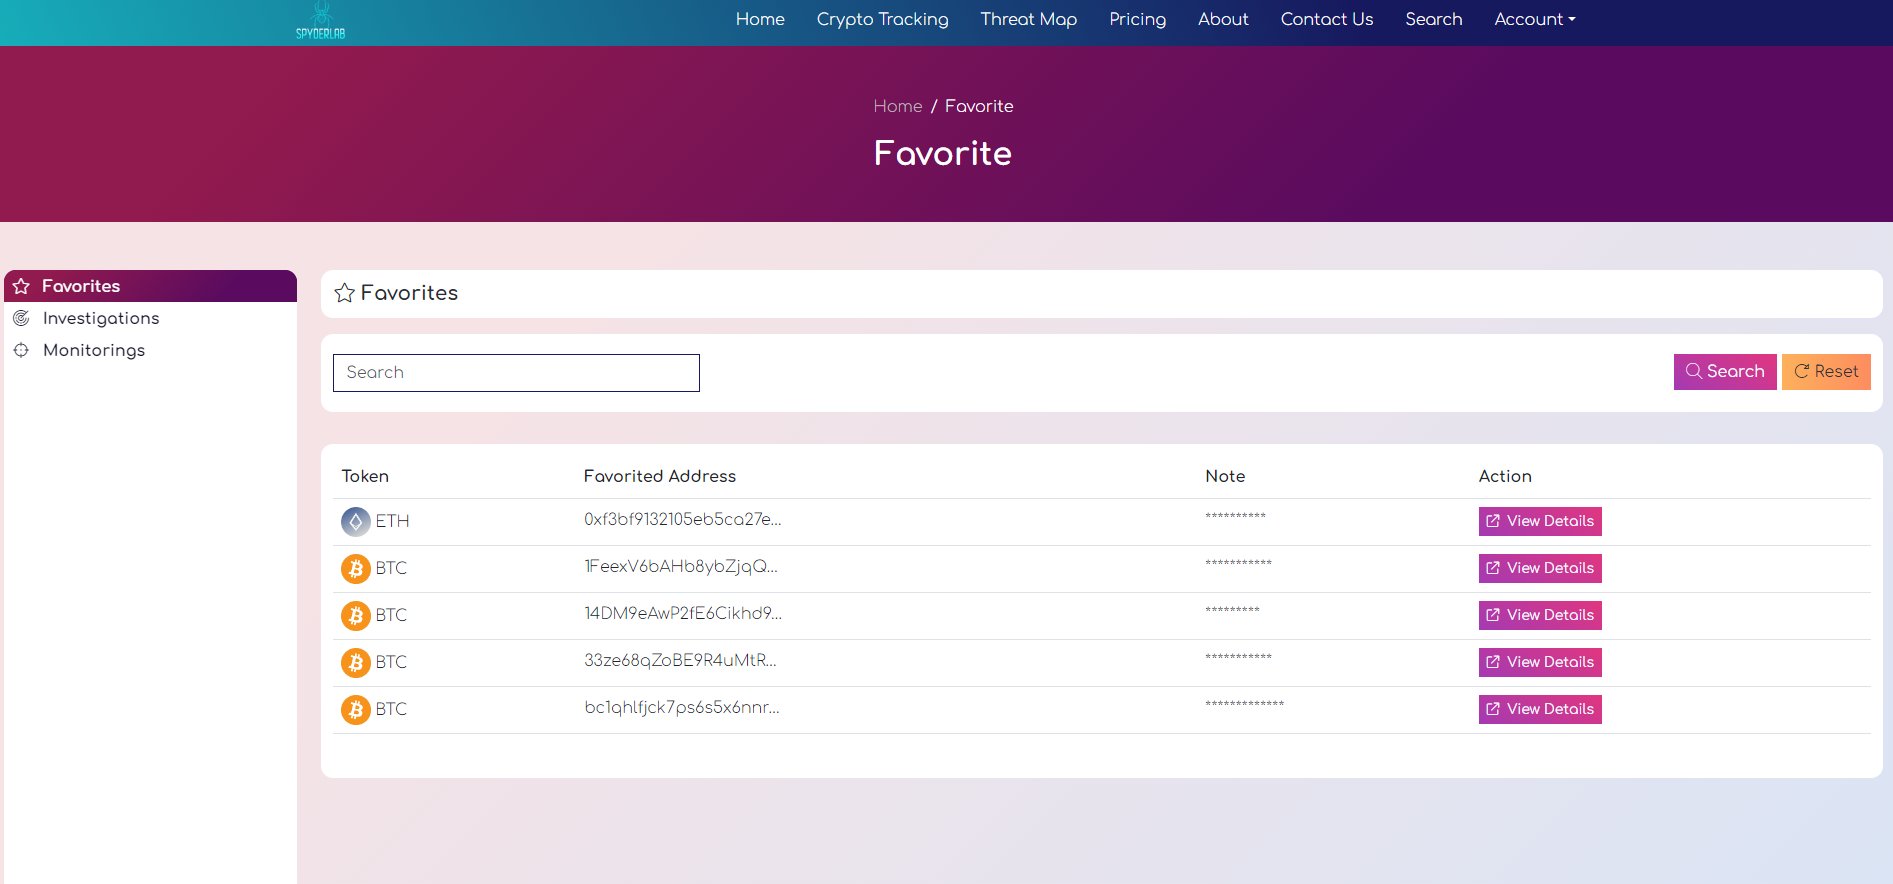 SPYDERLAB
Home Crypto Tracking Threat Map Pricing About Contact Us Search Account
Home / Favorite
Favorite
Favorites
Investigations
Monitorings
Favorites
Search
Search Reset
Token Favorited Address Note Action
ETH 0xf3bf9132105eb5ca27e... ********** View Details
BTC 1FeexV6bAHb8ybZjqQ... *********** View Details
BTC 14DM9eAwP2fE6Cikhd9... ********* View Details
BTC 33ze68qZoBE9R4uMtR... *********** View Details
BTC bc1qhlfjck7ps6s5x6nnr... ************* View Details